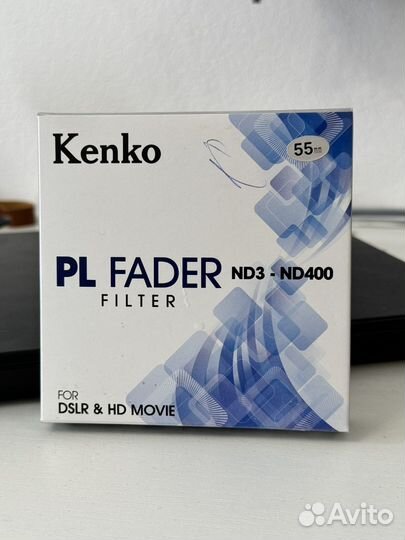 Kenko
55mm
PL FADER ND3 - ND400
FILTER
FOR
DSLR & HD MOVIE
Avito